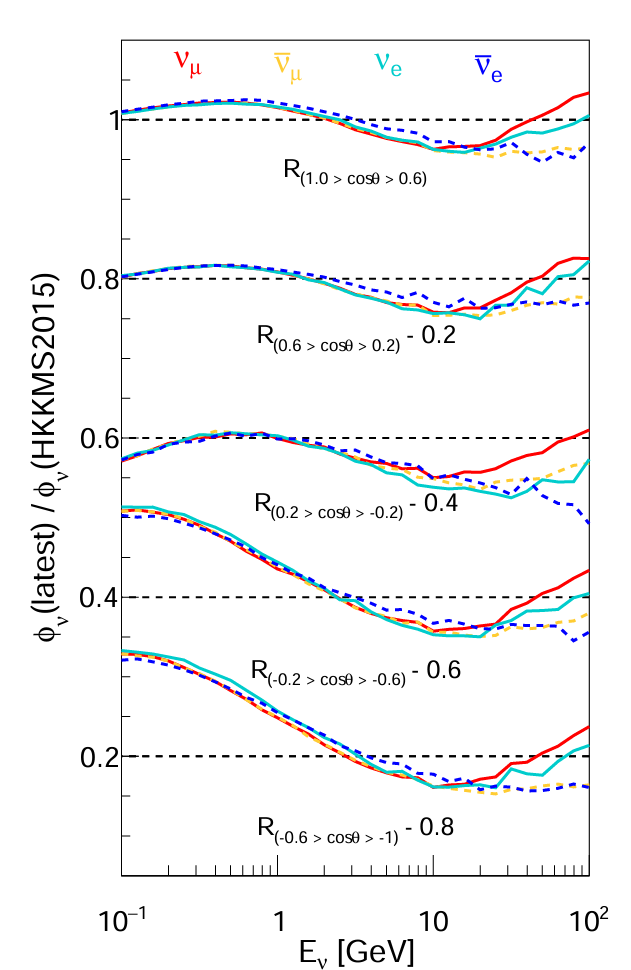 ν_μ ν̄_μ ν_e ν̄_e
1
R_(1.0 > cosθ > 0.6)
0.8
R_(0.6 > cosθ > 0.2) - 0.2
0.6
R_(0.2 > cosθ > -0.2) - 0.4
0.4
R_(-0.2 > cosθ > -0.6) - 0.6
0.2
R_(-0.6 > cosθ > -1) - 0.8
ϕ_ν(latest) / ϕ_ν(HKKMS2015)
10^−1 1 10 10^2
E_ν [GeV]